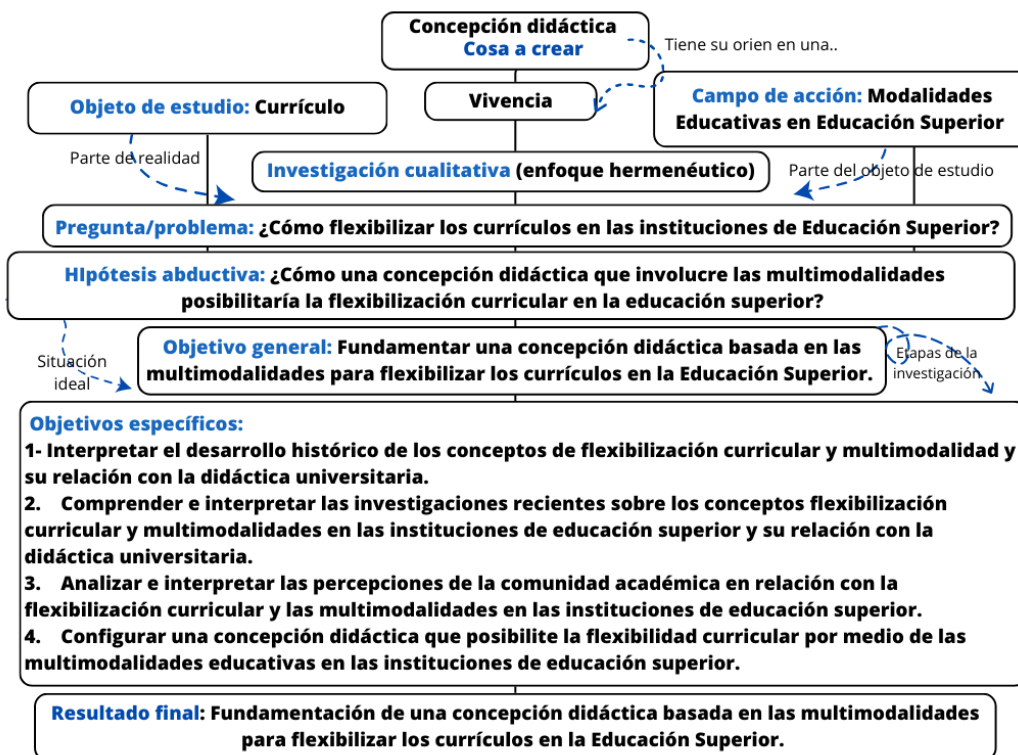 Concepción didáctica
Cosa a crear
Tiene su orien en una..
Objeto de estudio: Currículo
Vivencia
Campo de acción: Modalidades
Educativas en Educación Superior
Parte de realidad
Investigación cualitativa (enfoque hermenéutico)
Parte del objeto de estudio
Pregunta/problema: ¿Cómo flexibilizar los currículos en las instituciones de Educación Superior?
HIpótesis abductiva: ¿Cómo una concepción didáctica que involucre las multimodalidades
posibilitaría la flexibilización curricular en la educación superior?
Situación
ideal
Objetivo general: Fundamentar una concepción didáctica basada en las
multimodalidades para flexibilizar los currículos en la Educación Superior.
Etapas de la
investigación
Objetivos específicos:
1- Interpretar el desarrollo histórico de los conceptos de flexibilización curricular y multimodalidad y
su relación con la didáctica universitaria.
2. Comprender e interpretar las investigaciones recientes sobre los conceptos flexibilización
curricular y multimodalidades en las instituciones de educación superior y su relación con la
didáctica universitaria.
3. Analizar e interpretar las percepciones de la comunidad académica en relación con la
flexibilización curricular y las multimodalidades en las instituciones de educación superior.
4. Configurar una concepción didáctica que posibilite la flexibilidad curricular por medio de las
multimodalidades educativas en las instituciones de educación superior.
Resultado final: Fundamentación de una concepción didáctica basada en las multimodalidades
para flexibilizar los currículos en la Educación Superior.